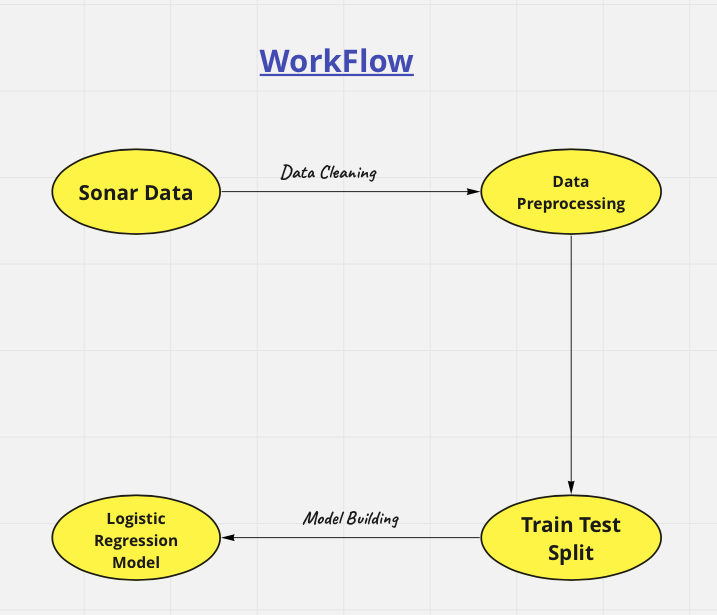 WorkFlow
Data Cleaning
Sonar Data
Data
Preprocessing
Model Building
Logistic
Regression
Model
Train Test
Split